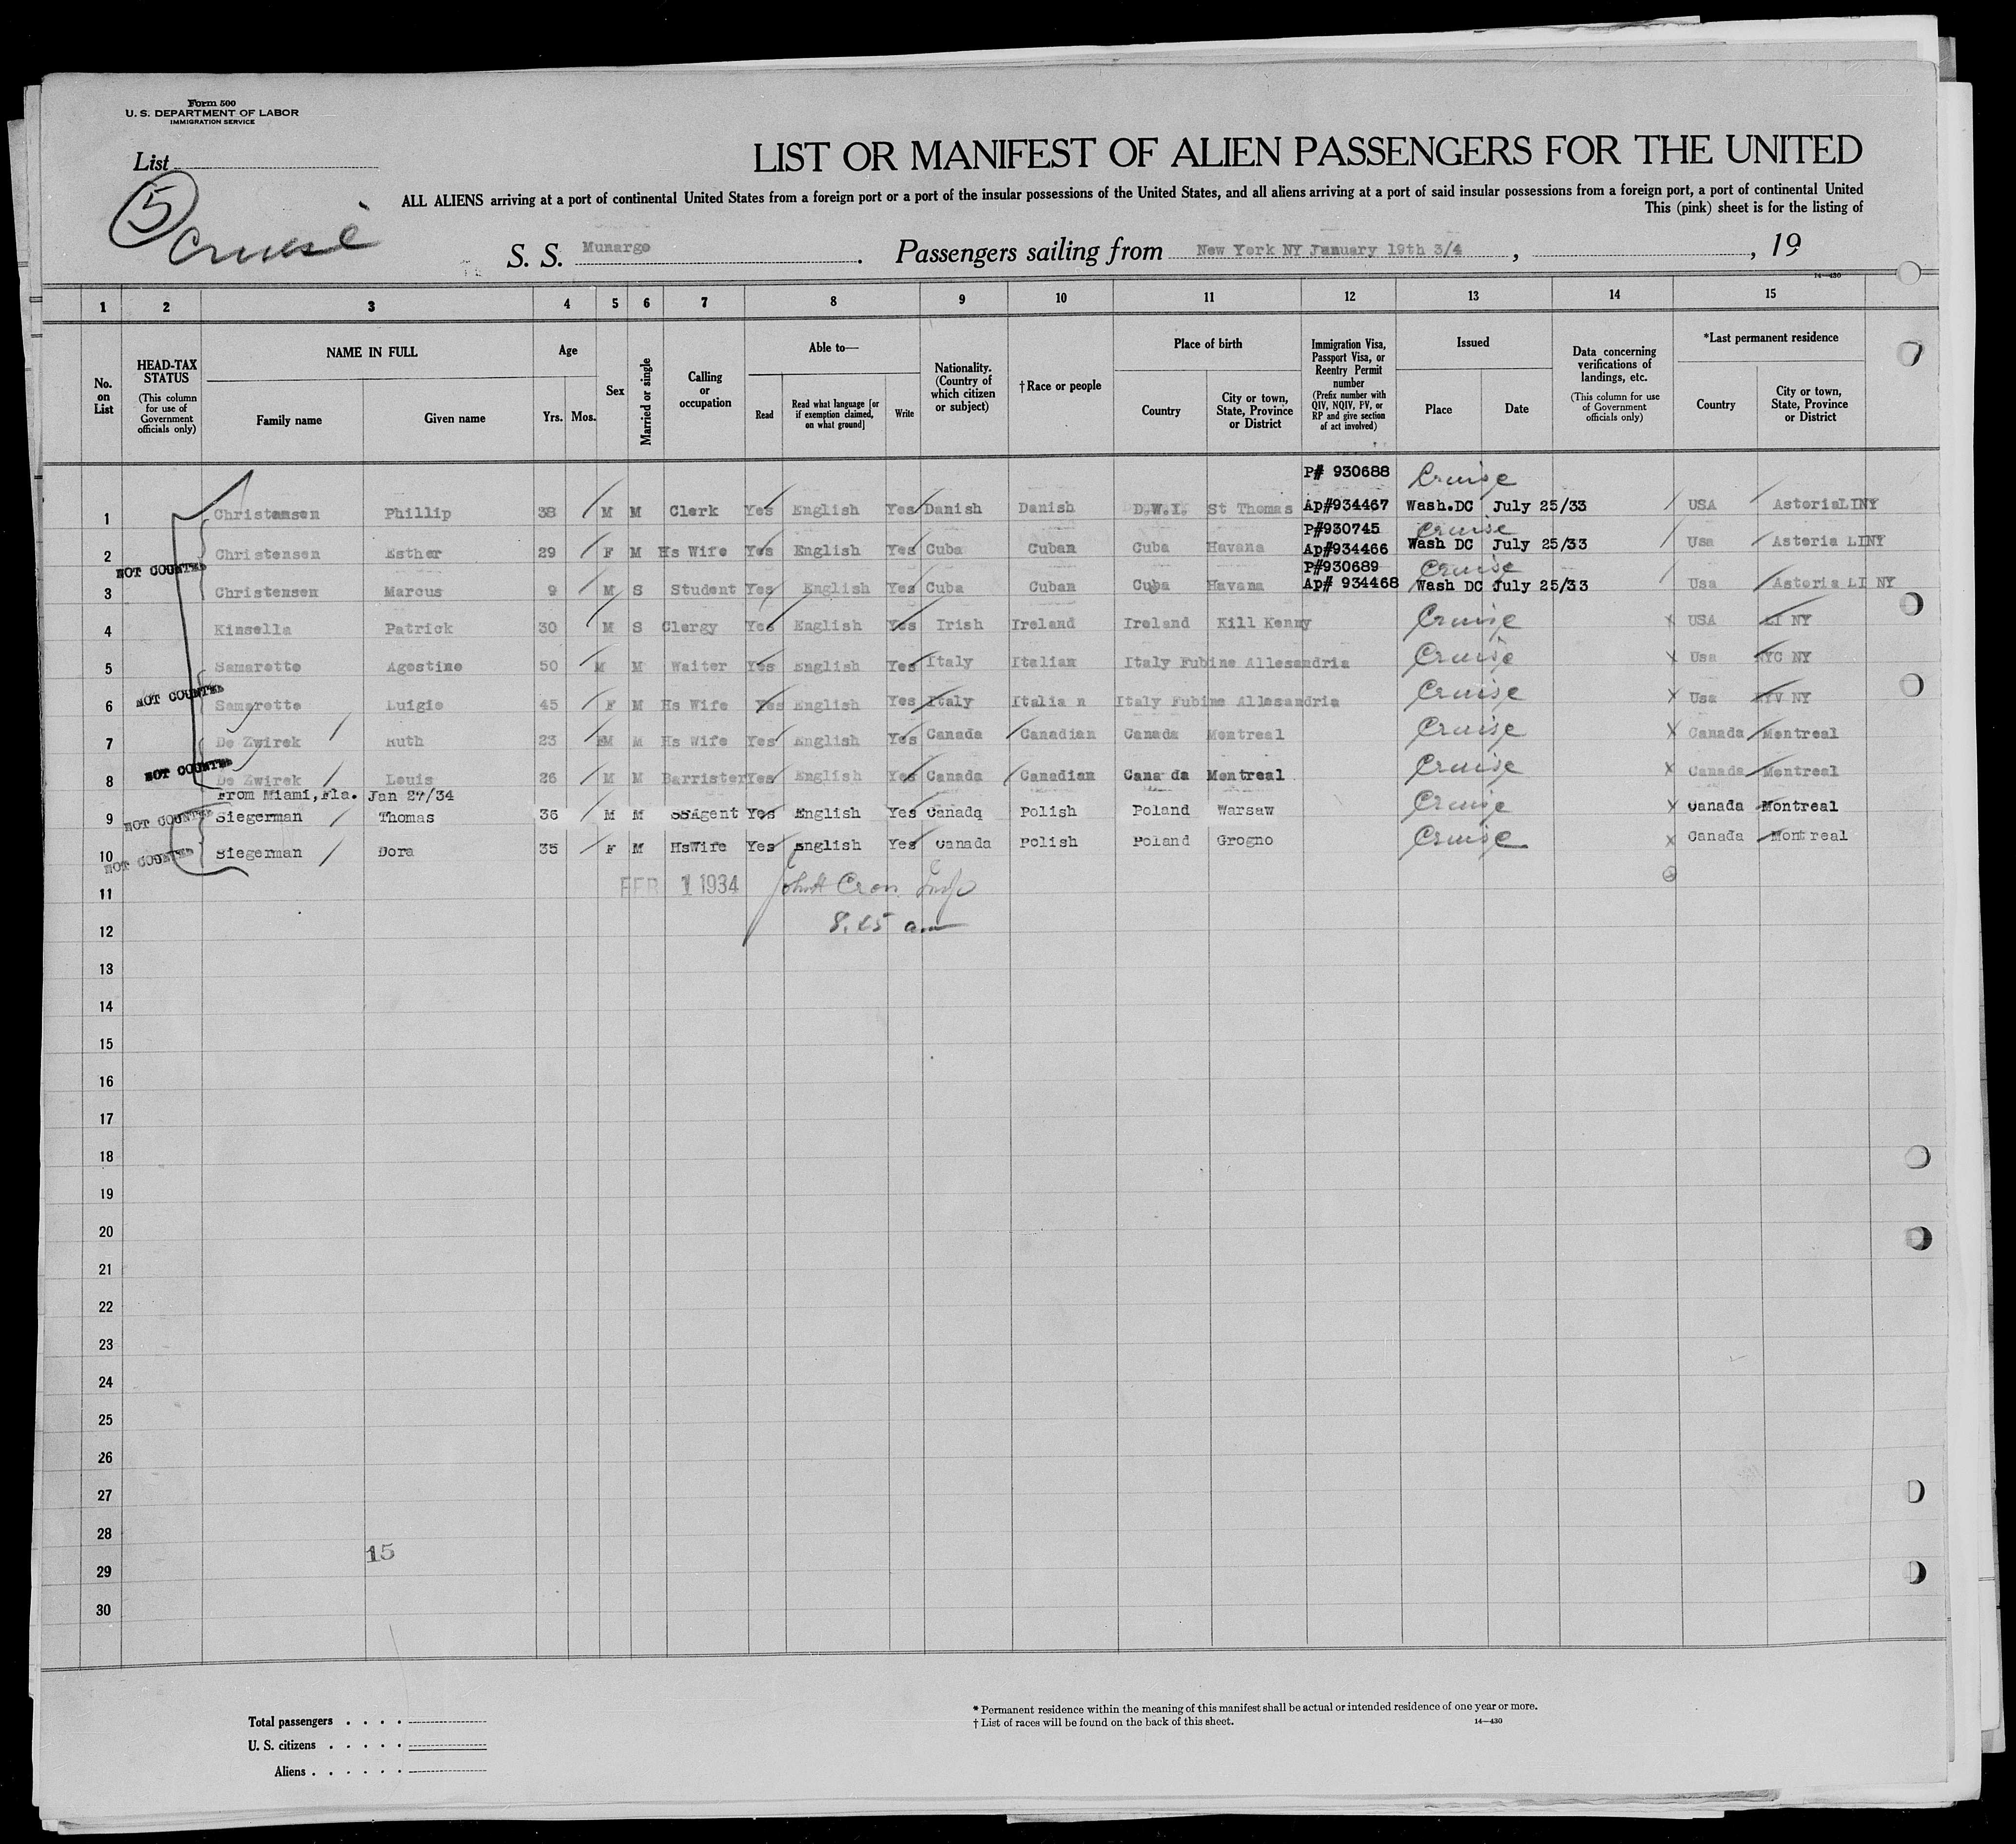 Form 500
U. S. DEPARTMENT OF LABOR
IMMIGRATION SERVICE
List
LIST OR MANIFEST OF ALIEN PASSENGERS FOR THE UNITED
ALL ALIENS arriving at a port of continental United States from a foreign port or a port of the insular possessions of the United States, and all aliens arriving at a port of said insular possessions from a foreign port, a port of continental United
This (pink) sheet is for the listing of
5
Cruise
S. S. Munargo . Passengers sailing from New York NY January 19th 3/4 , , 19
14—430
1 2 3 4 5 6 7 8 9 10 11 12 13 14 15
No. on List
HEAD-TAX STATUS (This column for use of Government officials only)
NAME IN FULL
Family name Given name
Age
Yrs. Mos.
Sex
Married or single
Calling or occupation
Able to—
Read Read what language [or if exemption claimed, on what ground] Write
Nationality. (Country of which citizen or subject)
†Race or people
Place of birth
Country City or town, State, Province or District
Immigration Visa, Passport Visa, or Reentry Permit number (Prefix number with QIV, NQIV, PV, or RP and give section of act involved)
Issued
Place Date
Data concerning verifications of landings, etc. (This column for use of Government officials only)
*Last permanent residence
Country City or town, State, Province or District
P# 930688 Cruise
1 Christensen Phillip 38 M M Clerk Yes English Yes Danish Danish D.W.I. St Thomas Ap#934467 Wash.DC July 25/33 USA AstoriaLINY
P#930745 Cruise
2 Christensen Esther 29 F M Hs Wife Yes English Yes Cuba Cuban Cuba Havana Ap#934466 Wash DC July 25/33 Usa Astoria LINY
NOT COUNTED
P#930689 Cruise
3 Christensen Marcus 9 M S Student Yes English Yes Cuba Cuban Cuba Havana Ap# 934468 Wash DC July 25/33 Usa Astoria LI NY
4 Kinsella Patrick 30 M S Clergy Yes English Yes Irish Ireland Ireland Kill Kenny Cruise X USA LI NY
5 Samarotto Agostino 50 M M Waiter Yes English Yes Italy Italian Italy Fubine Allesandria Cruise X Usa NYC NY
NOT COUNTED
6 Samarotto Luigie 45 F M Hs Wife Yes English Yes Italy Italia n Italy Fubine Allesandria Cruise X Usa NYV NY
7 De Zwirek Ruth 23 M M Hs Wife Yes English Yes Canada Canadian Canada Montreal Cruise X Canada Montreal
NOT COUNTED
8 De Zwirek Louis 26 M M Barrister Yes English Yes Canada Canadian Cana da Montreal Cruise X Canada Montreal
From Miami, Fla. Jan 27/34
9 NOT COUNTED Siegerman Thomas 36 M M SSAgent Yes English Yes Canada Polish Poland Warsaw Cruise X Canada Montreal
10 NOT COUNTED Siegerman Dora 35 F M HsWife Yes English Yes Canada Polish Poland Grogno Cruise X Canada Montreal
11 FEB 1 1934 John A Cron Insp
12 8.45 am
13
14
15
16
17
18
19
20
21
22
23
24
25
26
27
28
15
29
30
Total passengers . . . .
U. S. citizens . . . . .
Aliens . . . . . .
* Permanent residence within the meaning of this manifest shall be actual or intended residence of one year or more.
† List of races will be found on the back of this sheet. 14—430